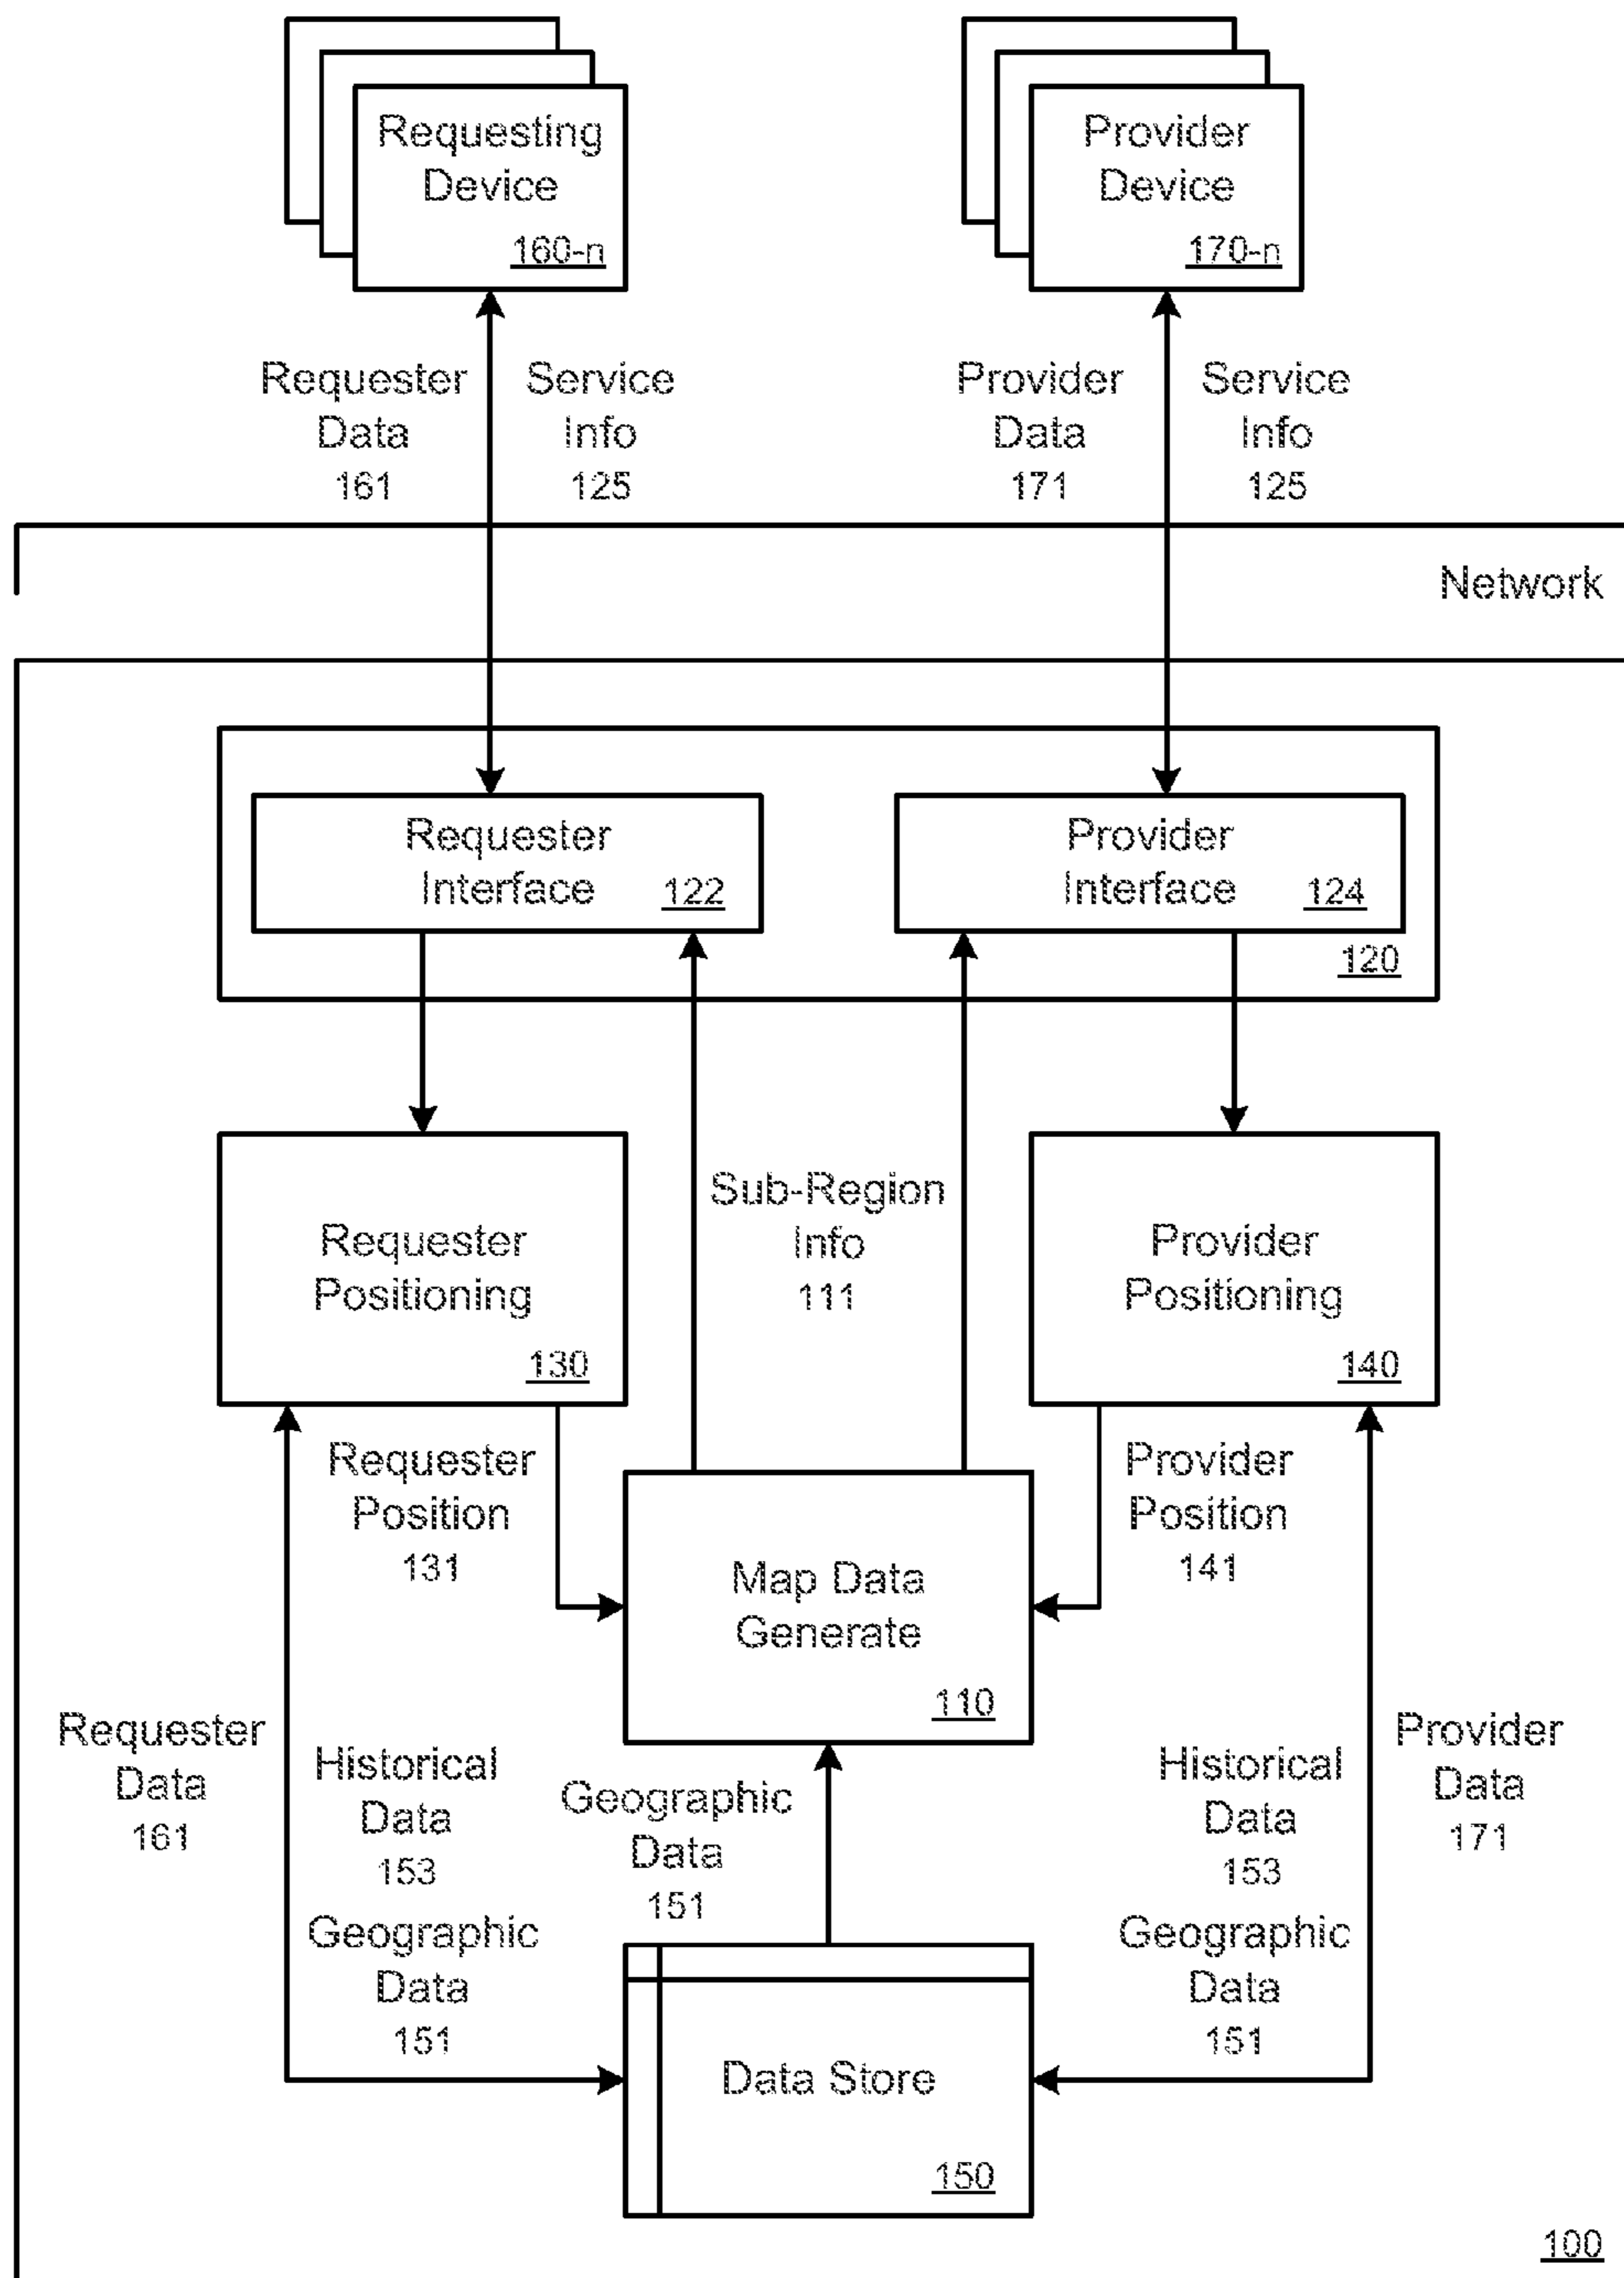 Requesting
Device
160-n
Provider
Device
170-n
Requester
Data
161
Service
Info
125
Provider
Data
171
Service
Info
125
Network
Requester
Interface
122
Provider
Interface
124
120
Requester
Positioning
130
Sub-Region
Info
111
Provider
Positioning
140
Requester
Position
131
Map Data
Generate
110
Provider
Position
141
Requester
Data
161
Historical
Data
153
Geographic
Data
151
Geographic
Data
151
Historical
Data
153
Geographic
Data
151
Provider
Data
171
Data Store
150
100